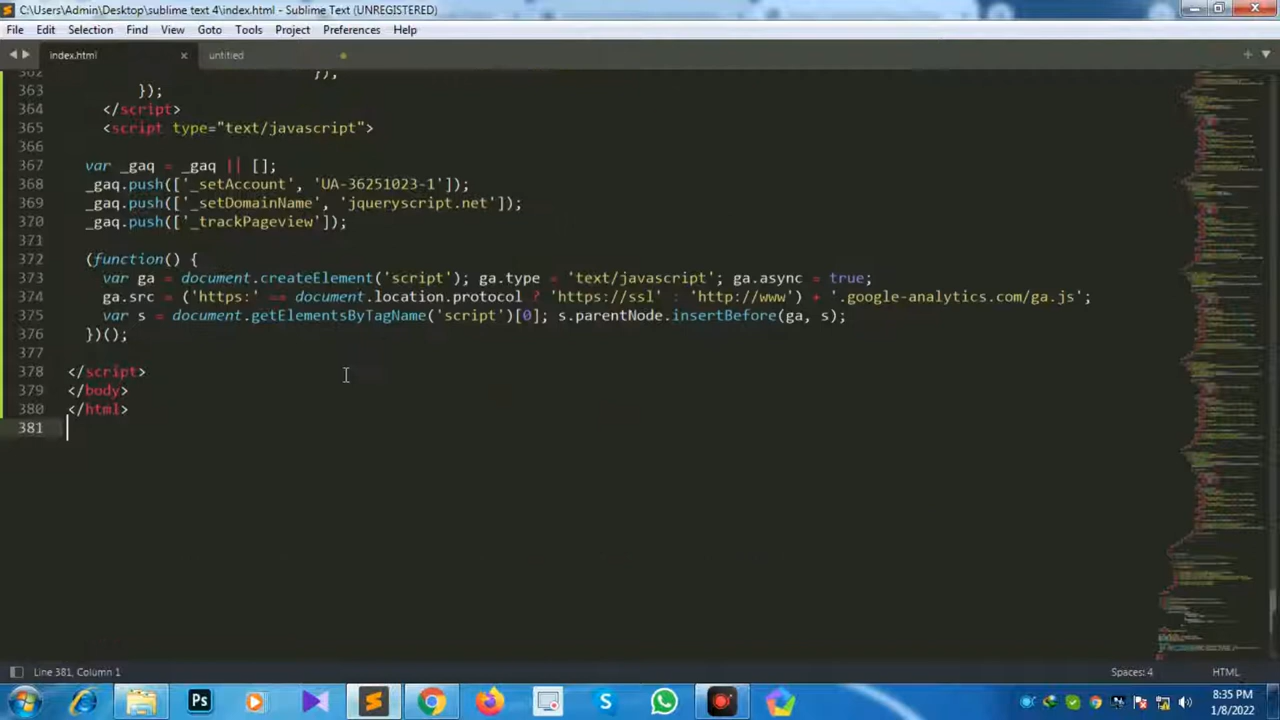 C:\Users\Admin\Desktop\sublime text 4\index.html - Sublime Text (UNREGISTERED)
File Edit Selection Find View Goto Tools Project Preferences Help
index.html × untitled
362 });
363 });
364 </script>
365 <script type="text/javascript">
366
367 var _gaq = _gaq || [];
368 _gaq.push(['_setAccount', 'UA-36251023-1']);
369 _gaq.push(['_setDomainName', 'jqueryscript.net']);
370 _gaq.push(['_trackPageview']);
371
372 (function() {
373 var ga = document.createElement('script'); ga.type = 'text/javascript'; ga.async = true;
374 ga.src = ('https:' == document.location.protocol ? 'https://ssl' : 'http://www') + '.google-analytics.com/ga.js';
375 var s = document.getElementsByTagName('script')[0]; s.parentNode.insertBefore(ga, s);
376 })();
377
378 </script>
379 </body>
380 </html>
381
Line 381, Column 1 Spaces: 4 HTML
Ps
8:35 PM
1/8/2022